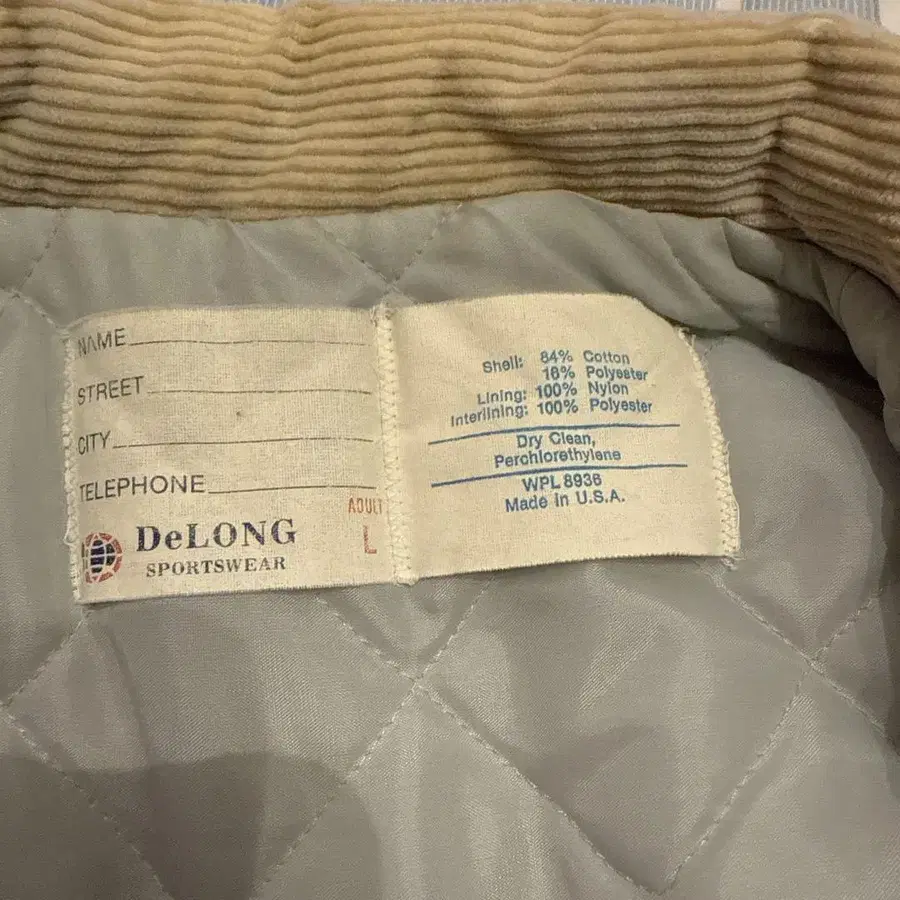 NAME
STREET
CITY
TELEPHONE
ADULT
L
DeLONG
SPORTSWEAR
Shell: 84% Cotton
16% Polyester
Lining: 100% Nylon
Interlining: 100% Polyester
Dry Clean,
Perchlorethylene
WPL 8936
Made in U.S.A.